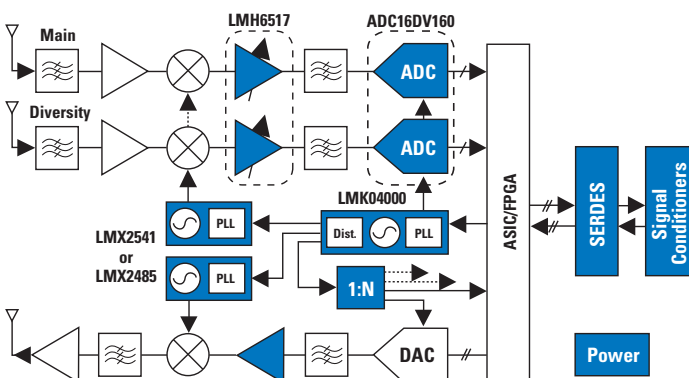 LMH6517
ADC16DV160
Main
ADC
Diversity
ADC
LMK04000
LMX2541
or
LMX2485
PLL
Dist.
PLL
PLL
1:N
DAC
ASIC/FPGA
SERDES
Signal
Conditioners
Power